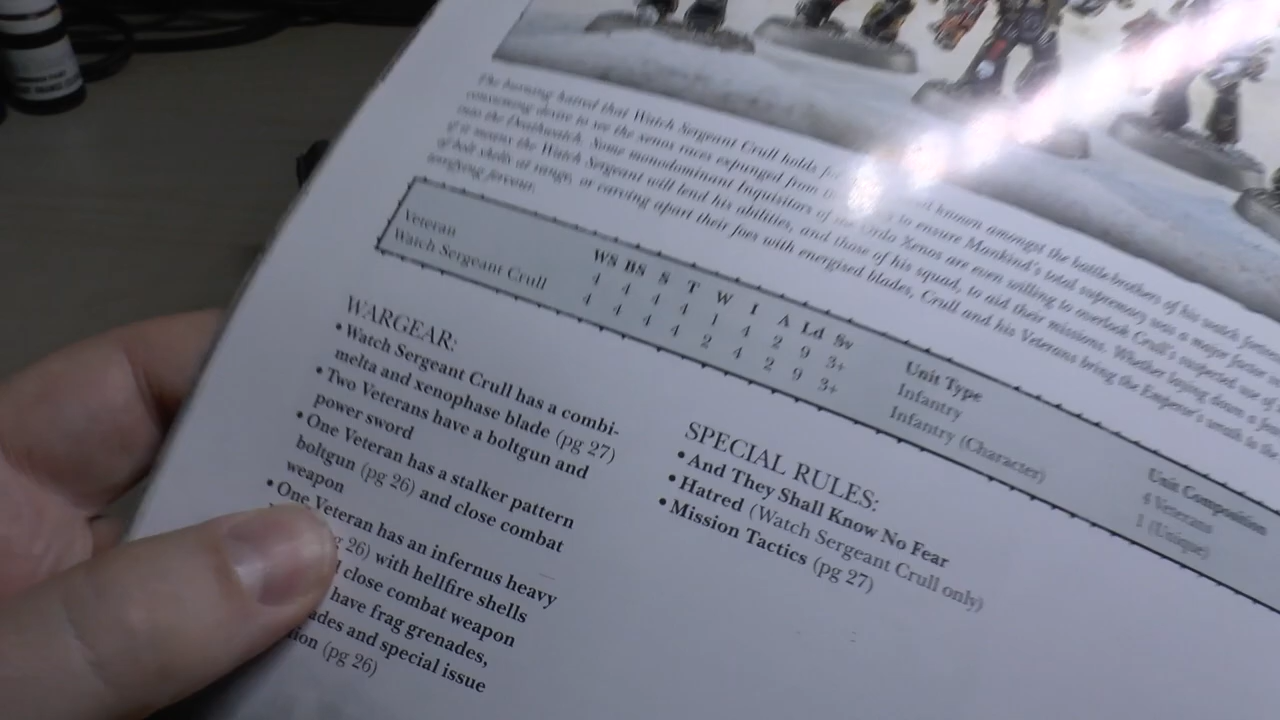 The burning hatred that Watch Sergeant Crull holds for
known amongst the battle-brothers of his watch
consuming desire to see the xenos races expunged from
to ensure Mankind's total supremacy was a major factor
into the Deathwatch. Some monodominant Inquisitors of the Ordo Xenos are even willing to overlook Crull's suspected
if it means the Watch Sergeant will lend his abilities, and those of his squad, to aid their missions. Whether laying down a
of bolt shells at range, or carving apart their foes with energised blades, Crull and his Veterans bring the Emperor's wrath to the
terrifying fervour.
WS BS S T W I A Ld Sv Unit Type Unit Composition
Veteran 4 4 4 4 1 4 2 9 3+ Infantry 4 Veterans
Watch Sergeant Crull 4 4 4 4 2 4 2 9 3+ Infantry (Character) 1 (Unique)
WARGEAR:
• Watch Sergeant Crull has a combi-
melta and xenophase blade (pg 27)
• Two Veterans have a boltgun and
power sword
• One Veteran has a stalker pattern
boltgun (pg 26) and close combat
weapon
• One Veteran has an infernus heavy
26) with hellfire shells
close combat weapon
have frag grenades,
and special issue
(pg 26)
SPECIAL RULES:
• And They Shall Know No Fear
• Hatred (Watch Sergeant Crull only)
• Mission Tactics (pg 27)